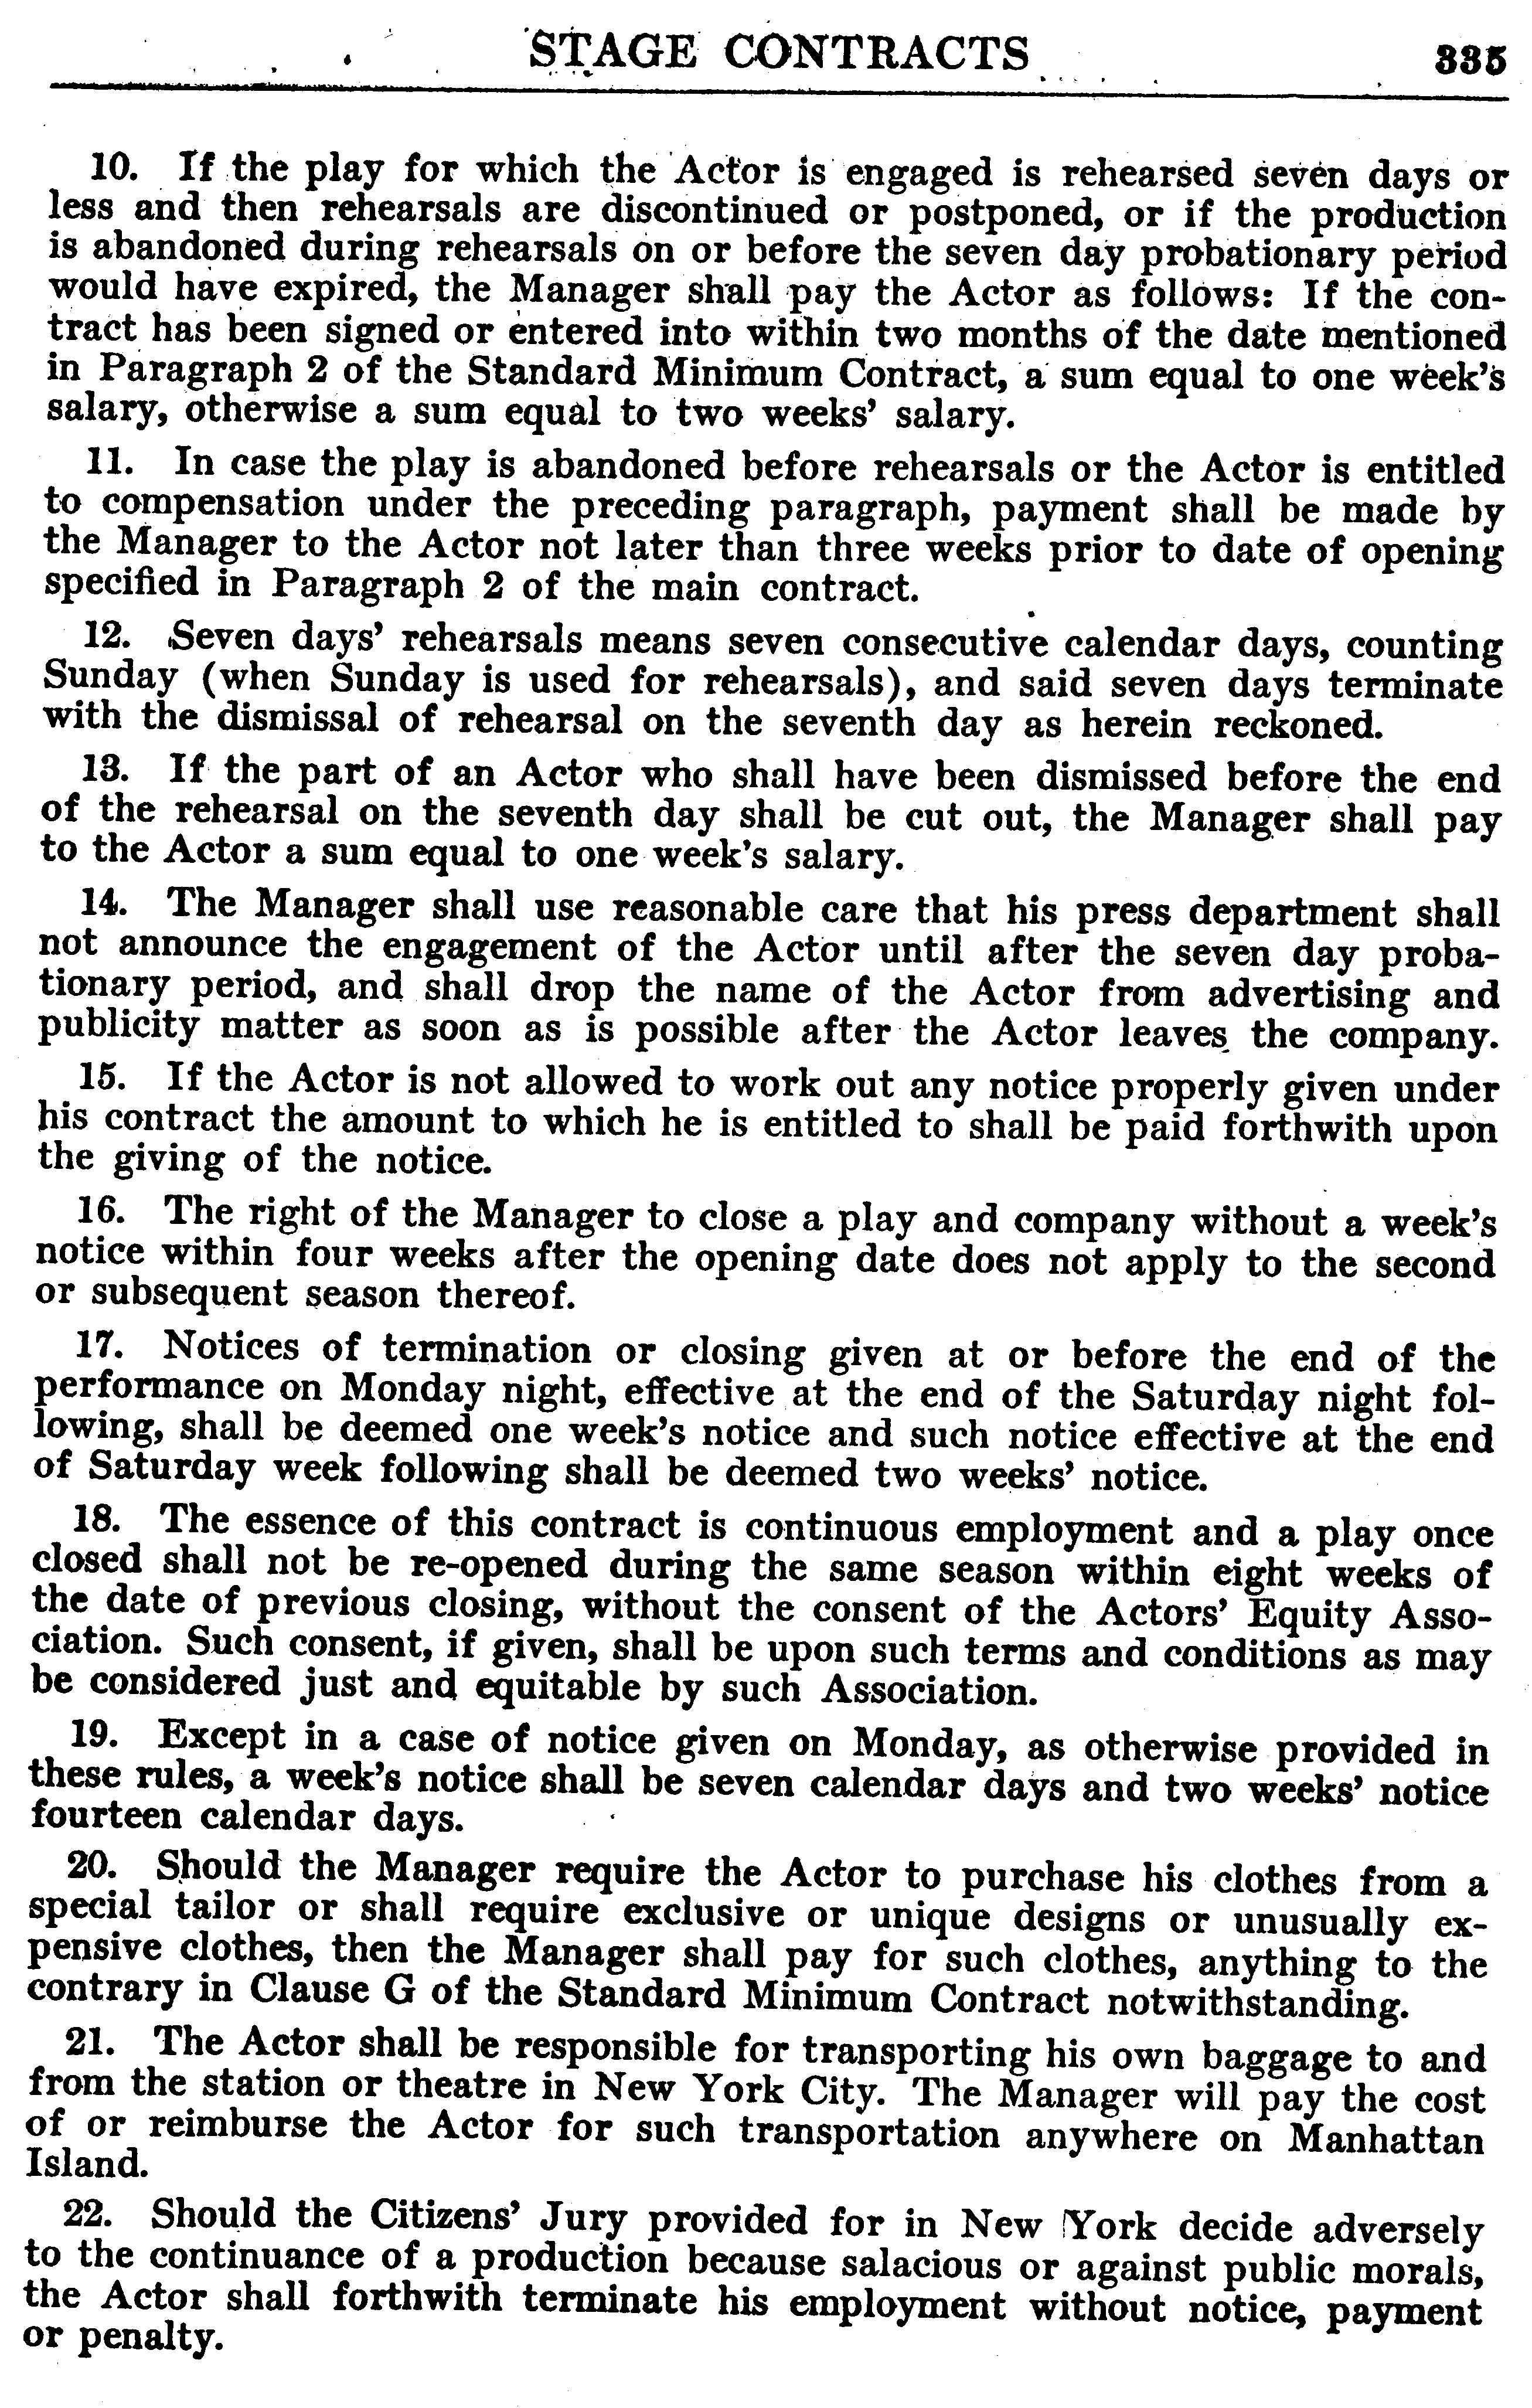 STAGE CONTRACTS 335
10. If the play for which the Actor is engaged is rehearsed seven days or
less and then rehearsals are discontinued or postponed, or if the production
is abandoned during rehearsals on or before the seven day probationary period
would have expired, the Manager shall pay the Actor as follows: If the con-
tract has been signed or entered into within two months of the date mentioned
in Paragraph 2 of the Standard Minimum Contract, a sum equal to one week's
salary, otherwise a sum equal to two weeks' salary.
11. In case the play is abandoned before rehearsals or the Actor is entitled
to compensation under the preceding paragraph, payment shall be made by
the Manager to the Actor not later than three weeks prior to date of opening
specified in Paragraph 2 of the main contract.
12. Seven days' rehearsals means seven consecutive calendar days, counting
Sunday (when Sunday is used for rehearsals), and said seven days terminate
with the dismissal of rehearsal on the seventh day as herein reckoned.
13. If the part of an Actor who shall have been dismissed before the end
of the rehearsal on the seventh day shall be cut out, the Manager shall pay
to the Actor a sum equal to one week's salary.
14. The Manager shall use reasonable care that his press department shall
not announce the engagement of the Actor until after the seven day proba-
tionary period, and shall drop the name of the Actor from advertising and
publicity matter as soon as is possible after the Actor leaves the company.
15. If the Actor is not allowed to work out any notice properly given under
his contract the amount to which he is entitled to shall be paid forthwith upon
the giving of the notice.
16. The right of the Manager to close a play and company without a week's
notice within four weeks after the opening date does not apply to the second
or subsequent season thereof.
17. Notices of termination or closing given at or before the end of the
performance on Monday night, effective at the end of the Saturday night fol-
lowing, shall be deemed one week's notice and such notice effective at the end
of Saturday week following shall be deemed two weeks' notice.
18. The essence of this contract is continuous employment and a play once
closed shall not be re-opened during the same season within eight weeks of
the date of previous closing, without the consent of the Actors' Equity Asso-
ciation. Such consent, if given, shall be upon such terms and conditions as may
be considered just and equitable by such Association.
19. Except in a case of notice given on Monday, as otherwise provided in
these rules, a week's notice shall be seven calendar days and two weeks' notice
fourteen calendar days.
20. Should the Manager require the Actor to purchase his clothes from a
special tailor or shall require exclusive or unique designs or unusually ex-
pensive clothes, then the Manager shall pay for such clothes, anything to the
contrary in Clause G of the Standard Minimum Contract notwithstanding.
21. The Actor shall be responsible for transporting his own baggage to and
from the station or theatre in New York City. The Manager will pay the cost
of or reimburse the Actor for such transportation anywhere on Manhattan
Island.
22. Should the Citizens' Jury provided for in New York decide adversely
to the continuance of a production because salacious or against public morals,
the Actor shall forthwith terminate his employment without notice, payment
or penalty.